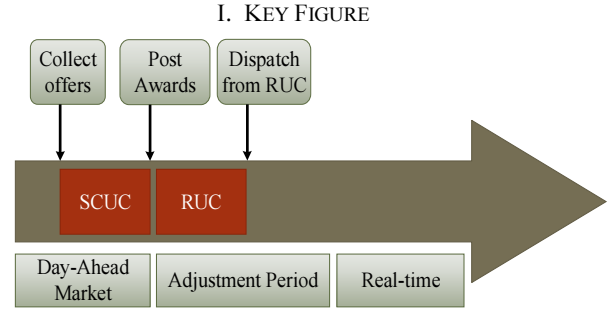 I. KEY FIGURE
Collect
offers
Post
Awards
Dispatch
from RUC
SCUC
RUC
Day-Ahead
Market
Adjustment Period
Real-time